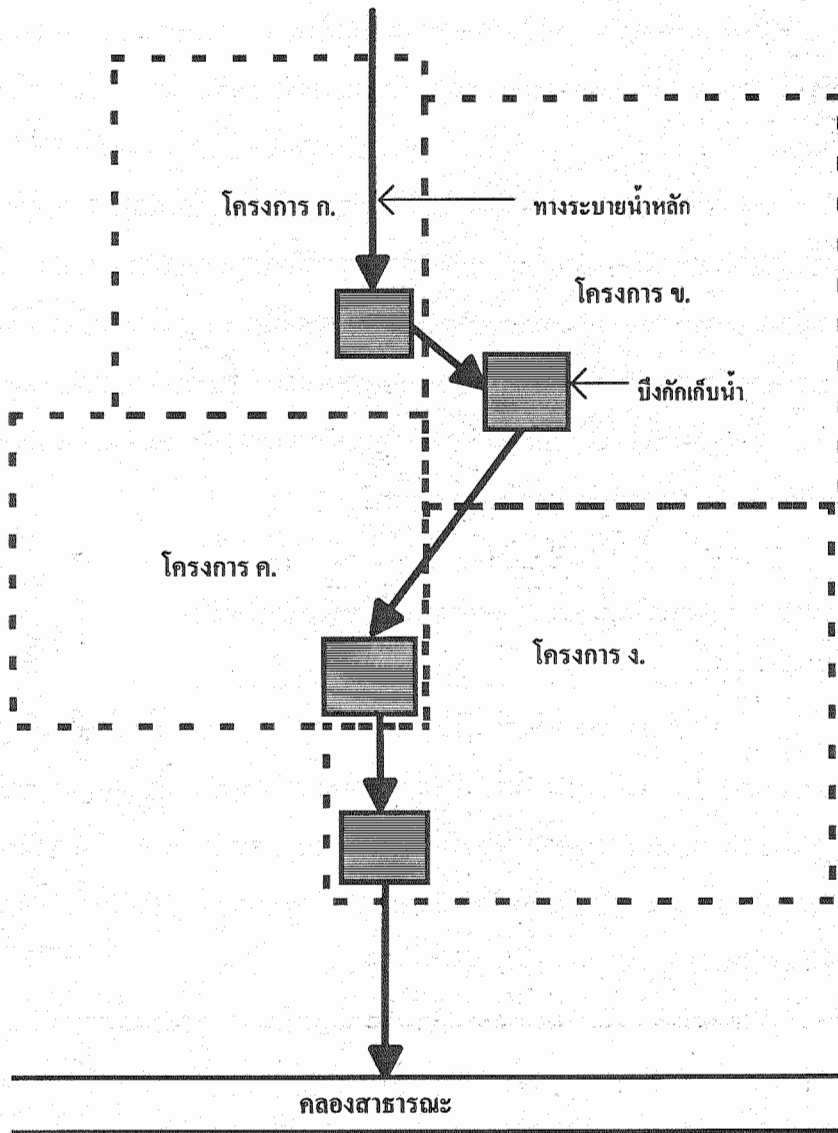 โครงการ ก.
ทางระบายน้ำหลัก
โครงการ ข.
บึงกักเก็บน้ำ
โครงการ ค.
โครงการ ง.
คลองสาธารณะ